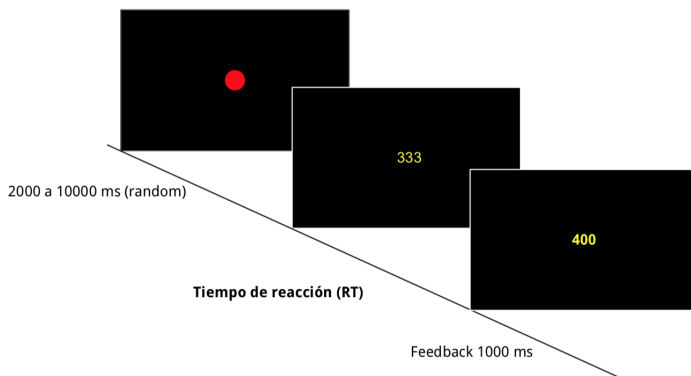 333
2000 a 10000 ms (random)
400
Tiempo de reacción (RT)
Feedback 1000 ms